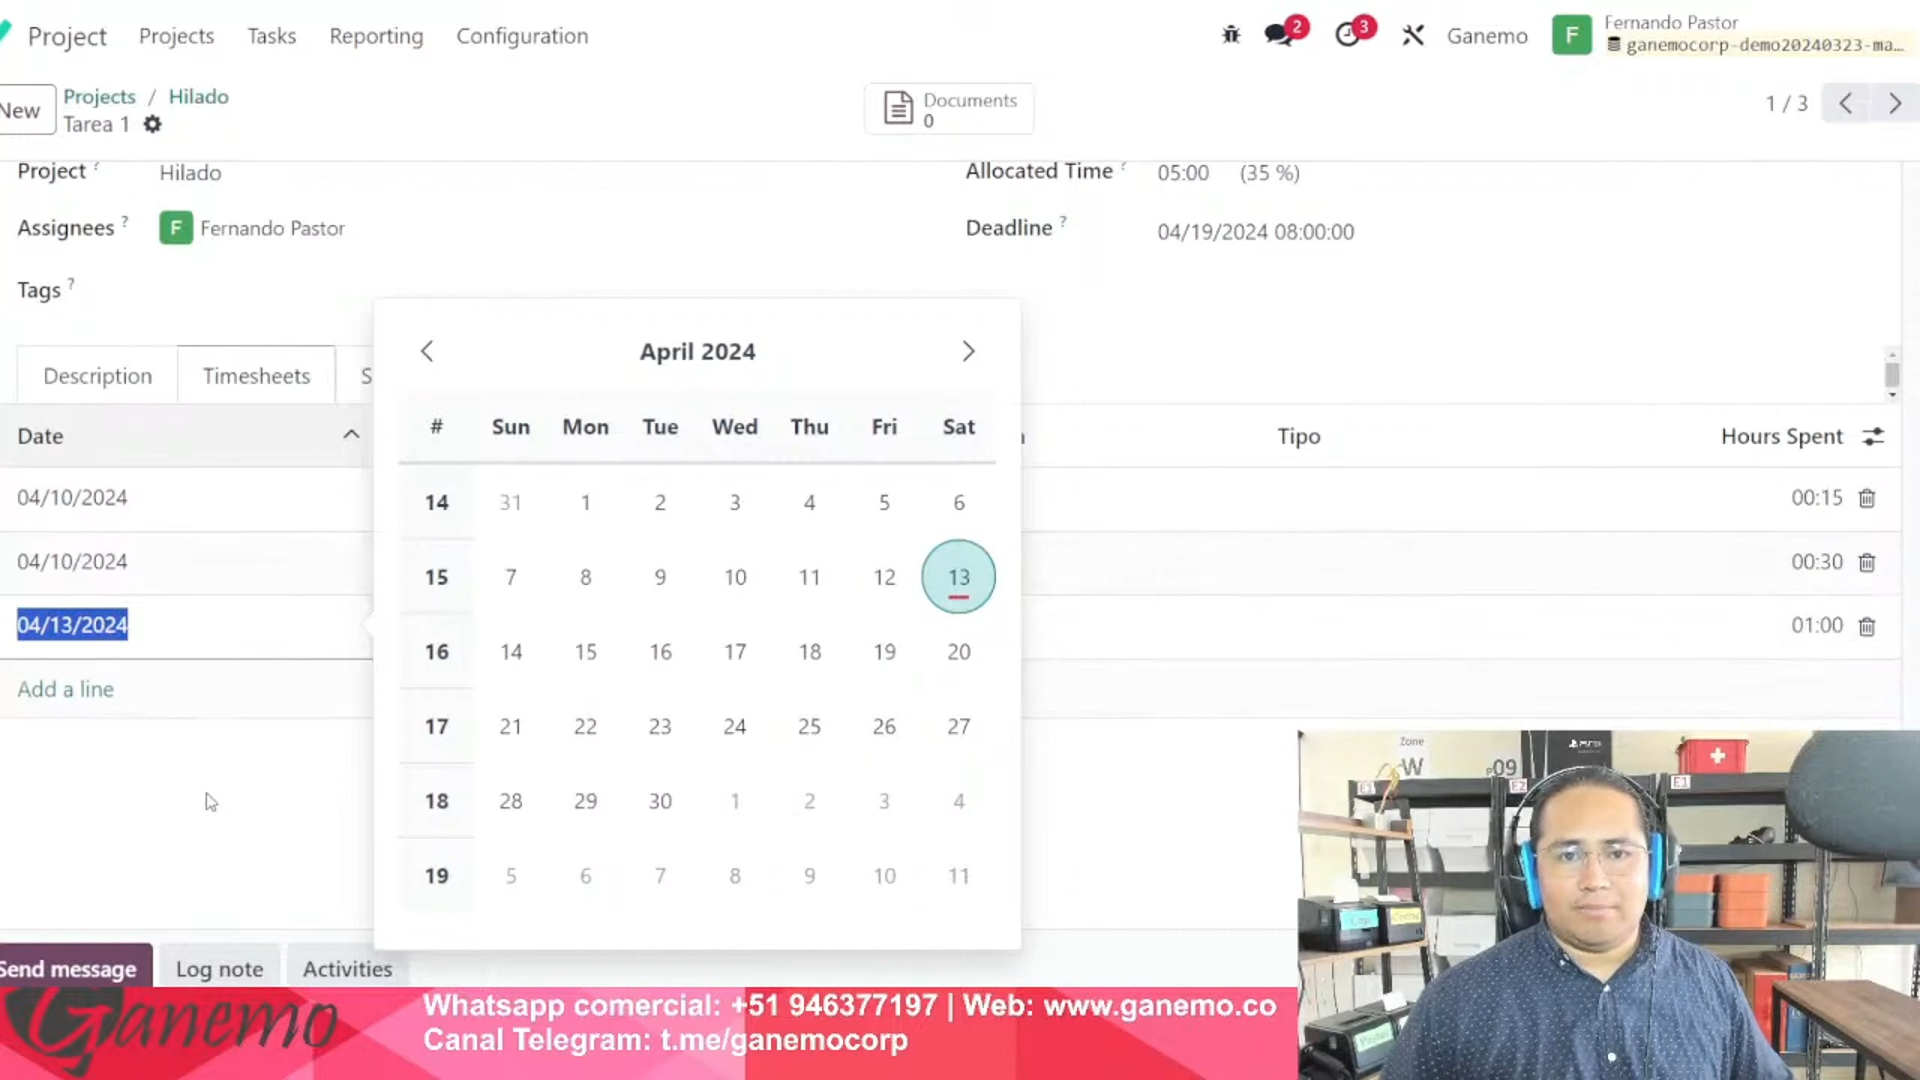 Project Projects Tasks Reporting Configuration 2 3 Ganemo F Fernando Pastor
ganemocorp-demo20240323-ma...
New Projects / Hilado
Tarea 1
Documents
0
1 / 3
Project ? Hilado
Allocated Time ? 05:00 (35 %)
Assignees ? F Fernando Pastor
Deadline ? 04/19/2024 08:00:00
Tags ?
Description Timesheets S
Date Tipo Hours Spent
04/10/2024 00:15
04/10/2024 00:30
04/13/2024 01:00
Add a line
April 2024
# Sun Mon Tue Wed Thu Fri Sat
14 31 1 2 3 4 5 6
15 7 8 9 10 11 12 13
16 14 15 16 17 18 19 20
17 21 22 23 24 25 26 27
18 28 29 30 1 2 3 4
19 5 6 7 8 9 10 11
Zone
W
09
PS5
E1 E2 E1
Send message Log note Activities
Ganemo
Whatsapp comercial: +51 946377197 | Web: www.ganemo.co
Canal Telegram: t.me/ganemocorp